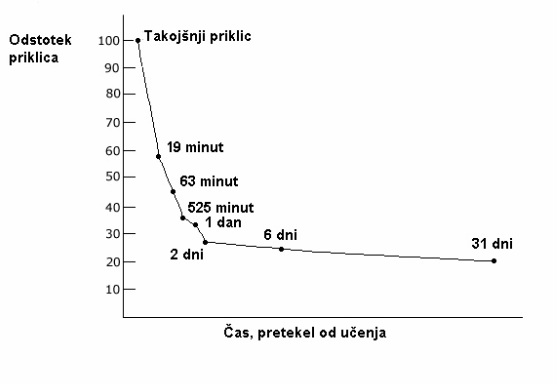 Odstotek
priklica
100
90
80
70
60
50
40
30
20
10
Takojšnji priklic
19 minut
63 minut
525 minut
1 dan
2 dni
6 dni
31 dni
Čas, pretekel od učenja